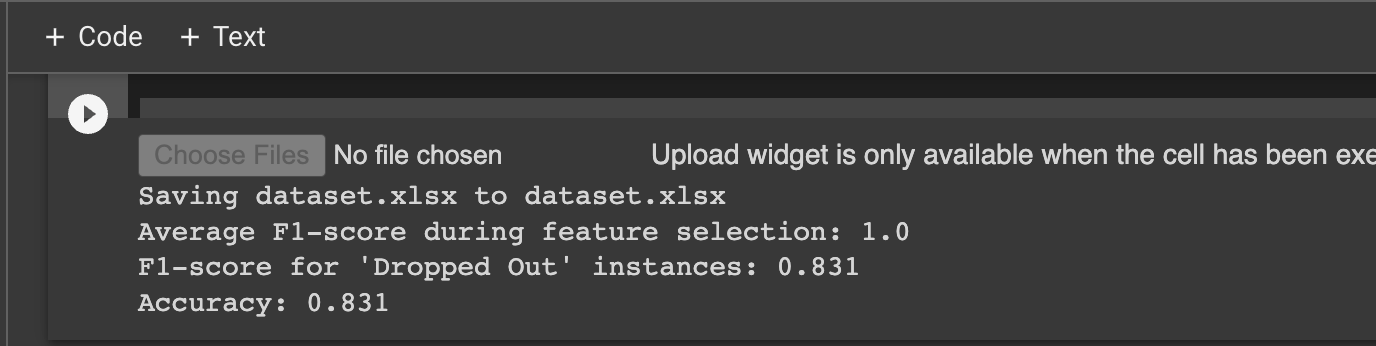 + Code + Text
Choose Files No file chosen Upload widget is only available when the cell has been
Saving dataset.xlsx to dataset.xlsx
Average F1-score during feature selection: 1.0
F1-score for 'Dropped Out' instances: 0.831
Accuracy: 0.831